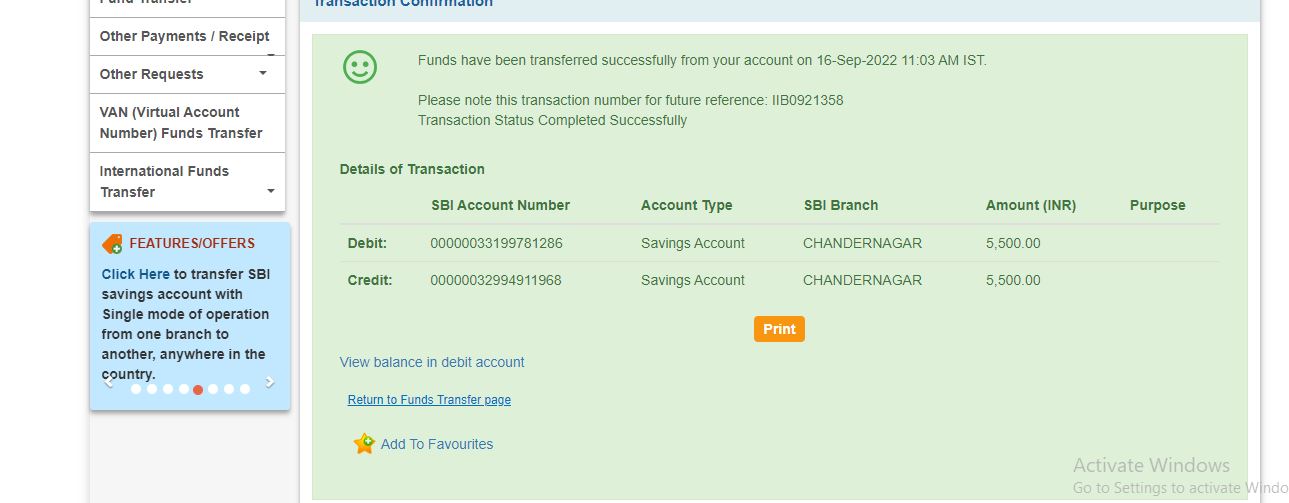 Fund Transfer
Transaction Confirmation
Other Payments / Receipt
Other Requests
VAN (Virtual Account
Number) Funds Transfer
International Funds
Transfer
FEATURES/OFFERS
Click Here to transfer SBI
savings account with
Single mode of operation
from one branch to
another, anywhere in the
country.
Funds have been transferred successfully from your account on 16-Sep-2022 11:03 AM IST.
Please note this transaction number for future reference: IIB0921358
Transaction Status Completed Successfully
Details of Transaction
SBI Account Number Account Type SBI Branch Amount (INR) Purpose
Debit: 00000033199781286 Savings Account CHANDERNAGAR 5,500.00
Credit: 00000032994911968 Savings Account CHANDERNAGAR 5,500.00
Print
View balance in debit account
Return to Funds Transfer page
Add To Favourites
Activate Windows
Go to Settings to activate Windo